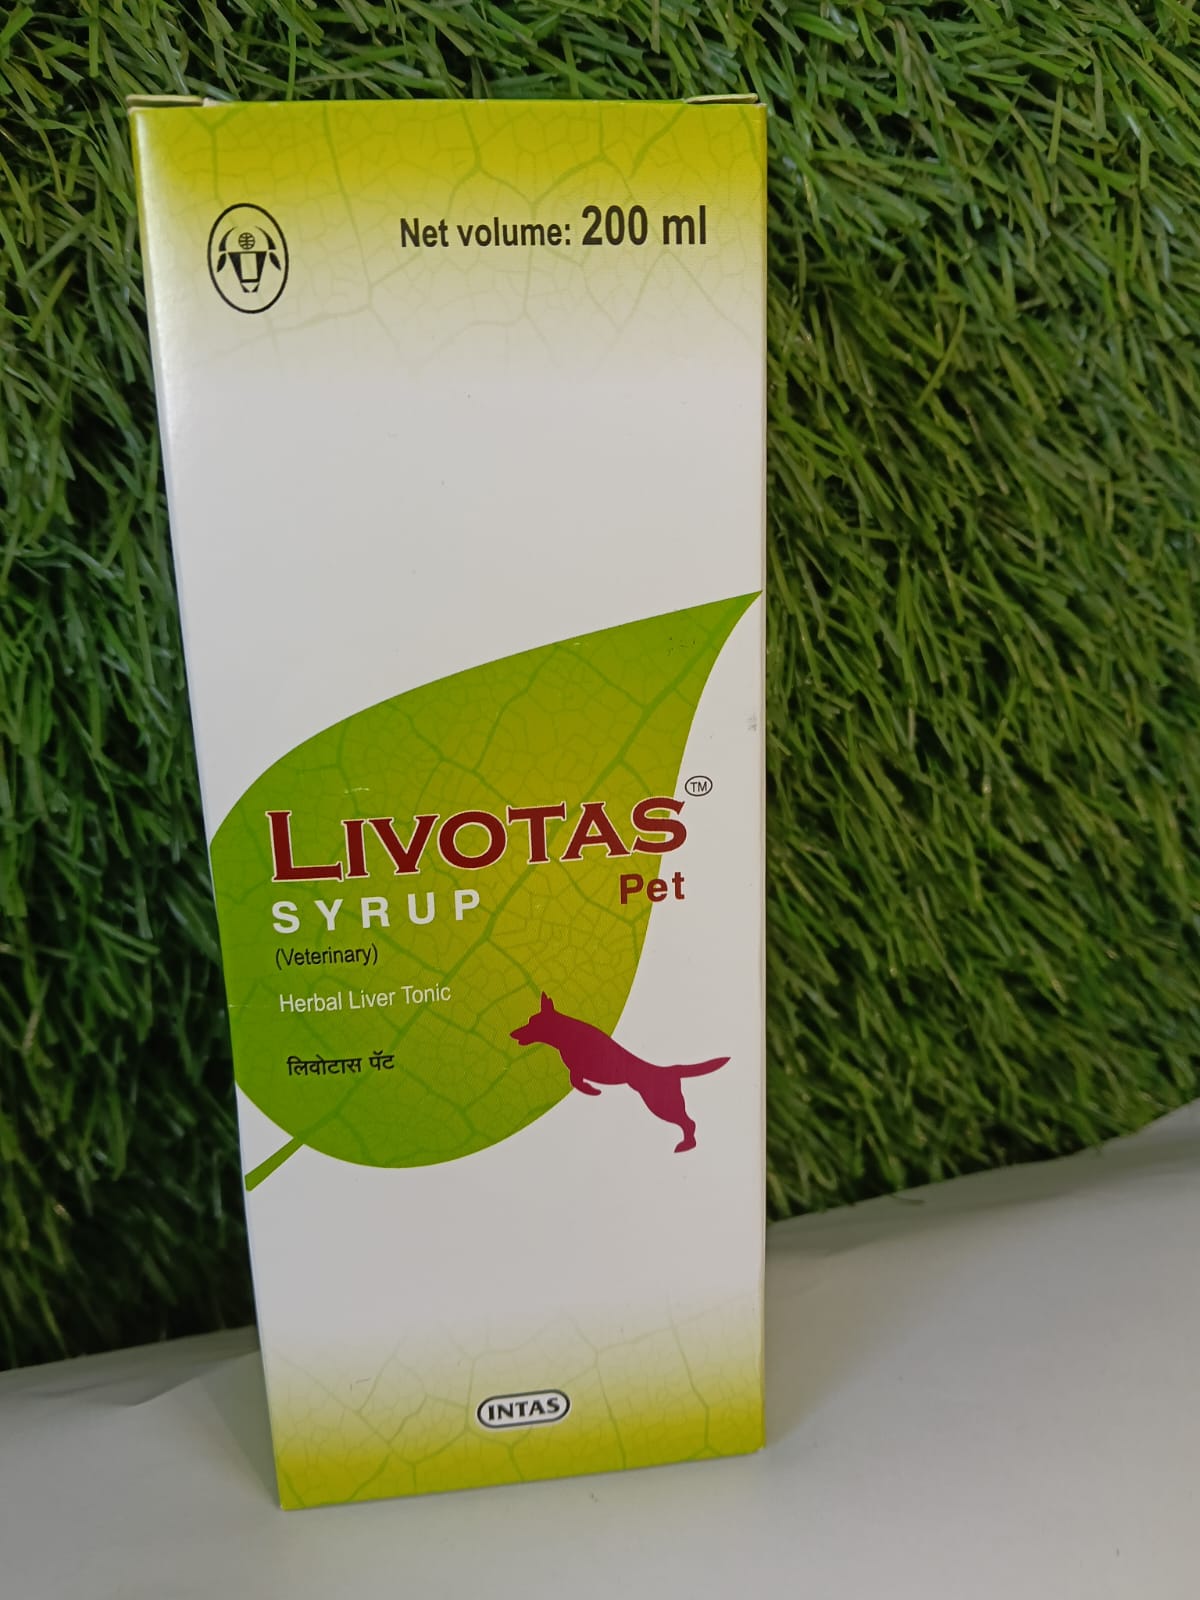 Net volume: 200 ml
LIVOTAS™
Pet
SYRUP
(Veterinary)
Herbal Liver Tonic
लिवोटास पॅट
INTAS